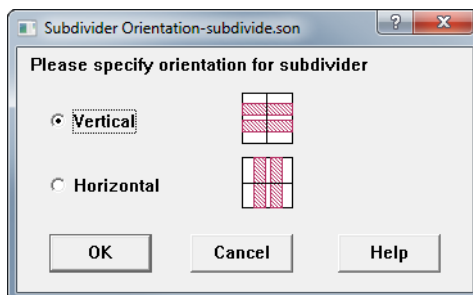 Subdivider Orientation-subdivide.son
?
Please specify orientation for subdivider
Vertical
Horizontal
OK Cancel Help